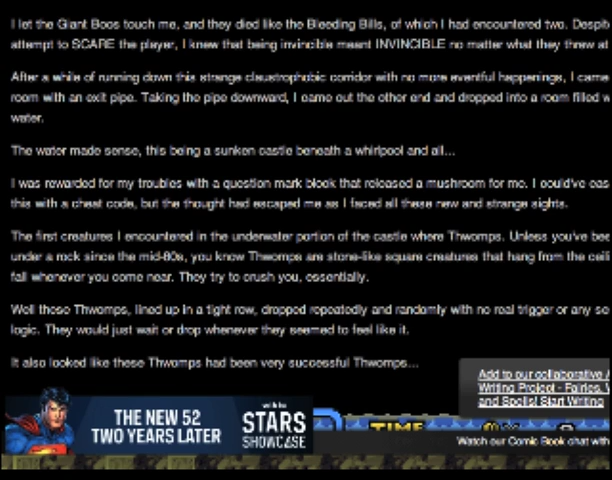 I let the Giant Boos touch me, and they died like the Bleeding Bills, of which I had encountered two. Despit
attempt to SCARE the player, I knew that being invincible meant INVINCIBLE no matter what they threw at
After a while of running down this strange claustrophobic corridor with no more eventful happenings, I came
room with an exit pipe. Taking the pipe downward, I came out the other end and dropped into a room filled w
water.
The water made sense, this being a sunken castle beneath a whirlpool and all...
I was rewarded for my troubles with a question mark block that released a mushroom for me. I could've eas
this with a cheat code, but the thought had escaped me as I faced all these new and strange sights.
The first creatures I encountered in the underwater portion of the castle where Thwomps. Unless you've bee
under a rock since the mid-80s, you know Thwomps are stone-like square creatures that hang from the ceili
fall whenever you come near. They try to crush you, essentially.
Well these Thwomps, lined up in a tight row, dropped repeatedly and randomly with no real trigger or any se
logic. They would just wait or drop whenever they seemed to feel like it.
It also looked like these Thwomps had been very successful Thwomps...
Add to our collaborative
Writing Project - Fairies,
and Spells! Start Writing
THE NEW 52
TWO YEARS LATER
STARS
SHOWCASE
TIME
Watch our Comic Book chat with